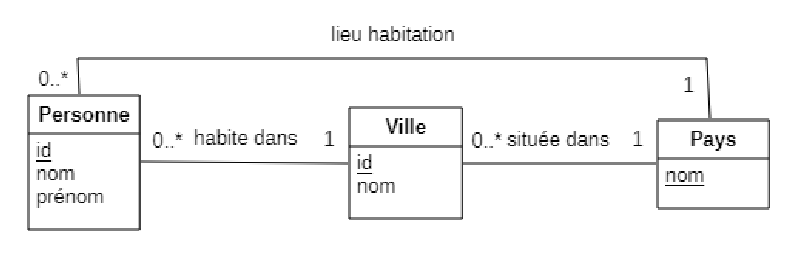 lieu habitation
0..*
1
Personne
id
nom
prénom
0..* habite dans 1
Ville
id
nom
0..* située dans 1
Pays
nom